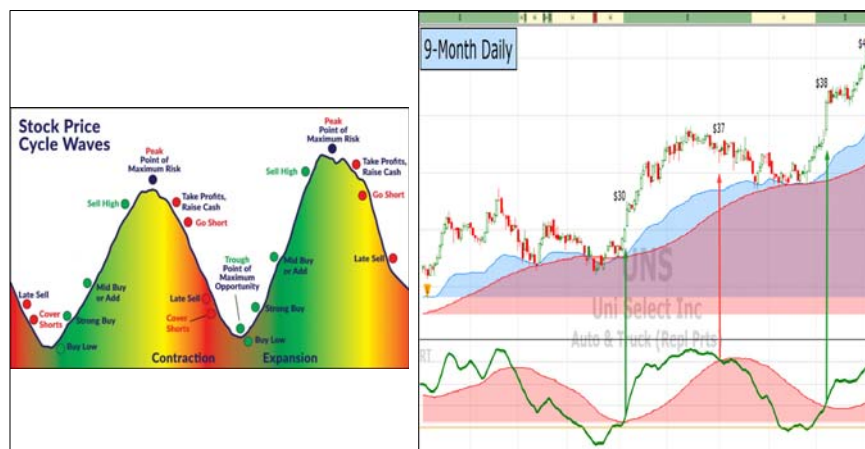 Stock Price
Cycle Waves
Peak
Point of
Maximum Risk
Sell High
Take Profits,
Raise Cash
Go Short
Late Sell
Cover
Shorts
Strong Buy
Buy Low
Mid Buy
or Add
Late Sell
Cover
Shorts
Contraction
Trough
Point of
Maximum
Opportunity
Peak
Point of
Maximum Risk
Sell High
Take Profits,
Raise Cash
Go Short
Late Sell
Mid Buy
or Add
Strong Buy
Buy Low
Expansion
9-Month Daily
$30
$37
$38
UNS
Uni Select Inc
Auto & Truck (Repl Prts)
RT